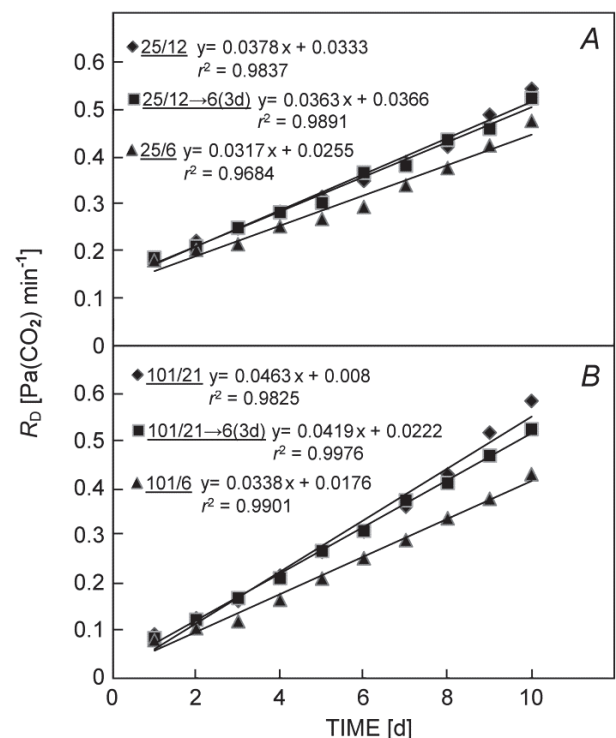 A
25/12 y= 0.0378 x + 0.0333
r² = 0.9837
25/12→6(3d) y= 0.0363 x + 0.0366
r² = 0.9891
25/6 y= 0.0317 x + 0.0255
r² = 0.9684
0.6
0.5
0.4
0.3
0.2
0.1
0
B
101/21 y= 0.0463 x + 0.008
r² = 0.9825
101/21→6(3d) y= 0.0419 x + 0.0222
r² = 0.9976
101/6 y= 0.0338 x + 0.0176
r² = 0.9901
0.6
0.5
0.4
0.3
0.2
0.1
0
0 2 4 6 8 10
TIME [d]
R_D [Pa(CO₂) min⁻¹]